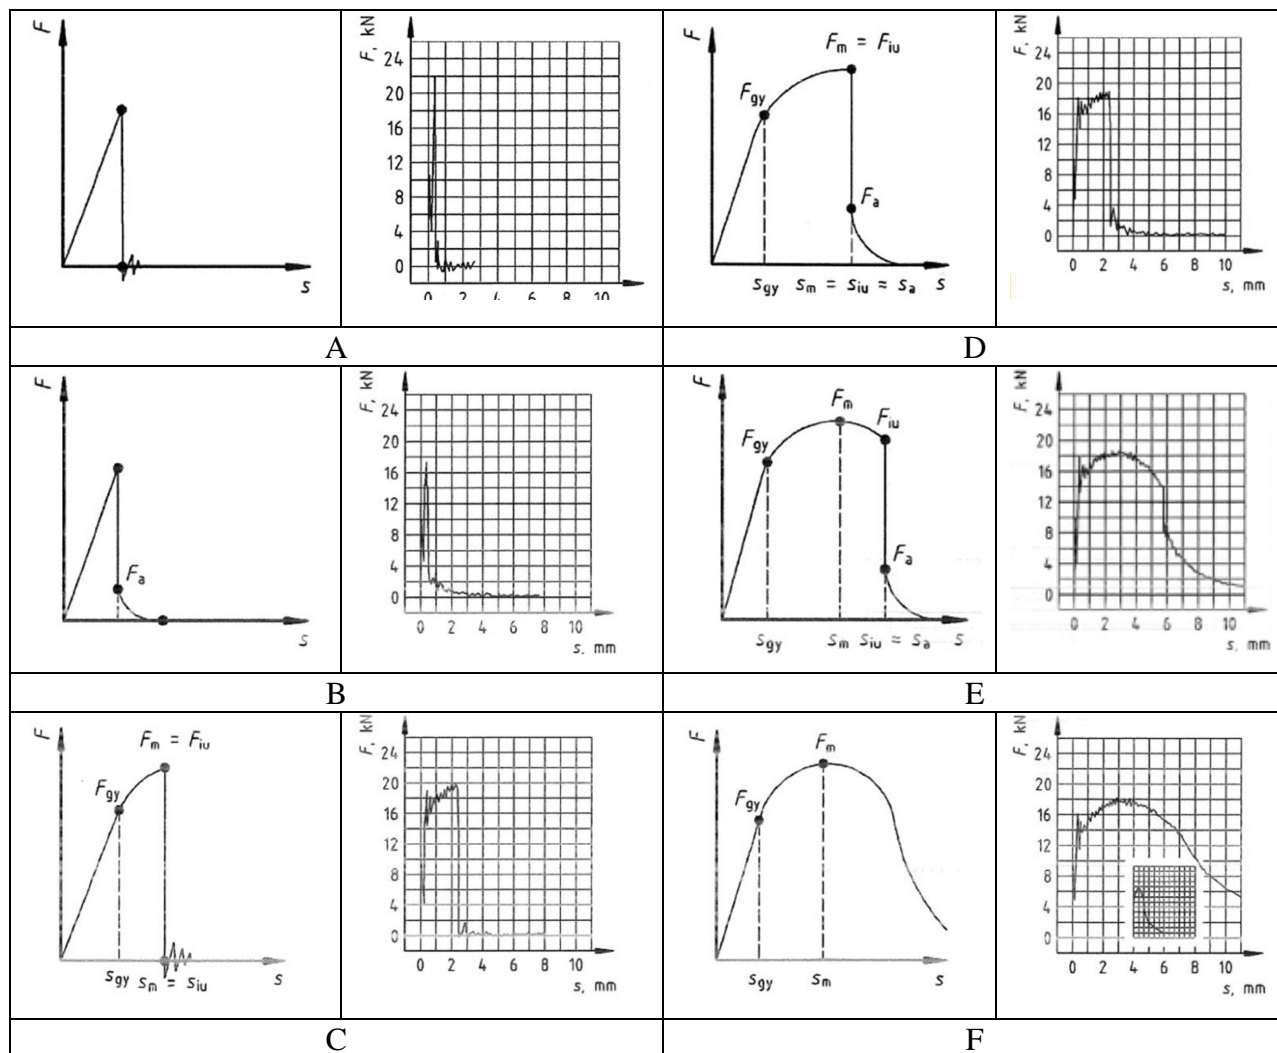 F
s
F, kN
24
20
16
12
8
4
0
0 2 4 6 8 10
A
F
Fm = Fiu
Fgy
Fa
sgy sm = siu ≈ sa s
F, kN
24
20
16
12
8
4
0
0 2 4 6 8 10
s, mm
D
F
Fa
s
F, kN
24
20
16
12
8
4
0
0 2 4 6 8 10
s, mm
B
F
Fm
Fiu
Fgy
Fa
sgy sm siu ≈ sa s
F, kN
24
20
16
12
8
4
0
0 2 4 6 8 10
s, mm
E
F
Fm = Fiu
Fgy
sgy sm = siu s
F, kN
24
20
16
12
8
4
0
0 2 4 6 8 10
s, mm
C
F
Fm
Fgy
sgy sm s
F, kN
24
20
16
12
8
4
0
0 2 4 6 8 10
s, mm
F